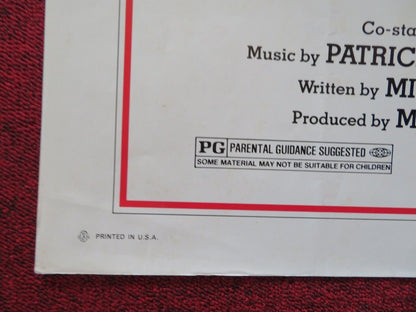 Co-sta
Music by PATRIC
Written by MI
Produced by M
PG PARENTAL GUIDANCE SUGGESTED
SOME MATERIAL MAY NOT BE SUITABLE FOR CHILDREN
PRINTED IN U.S.A.